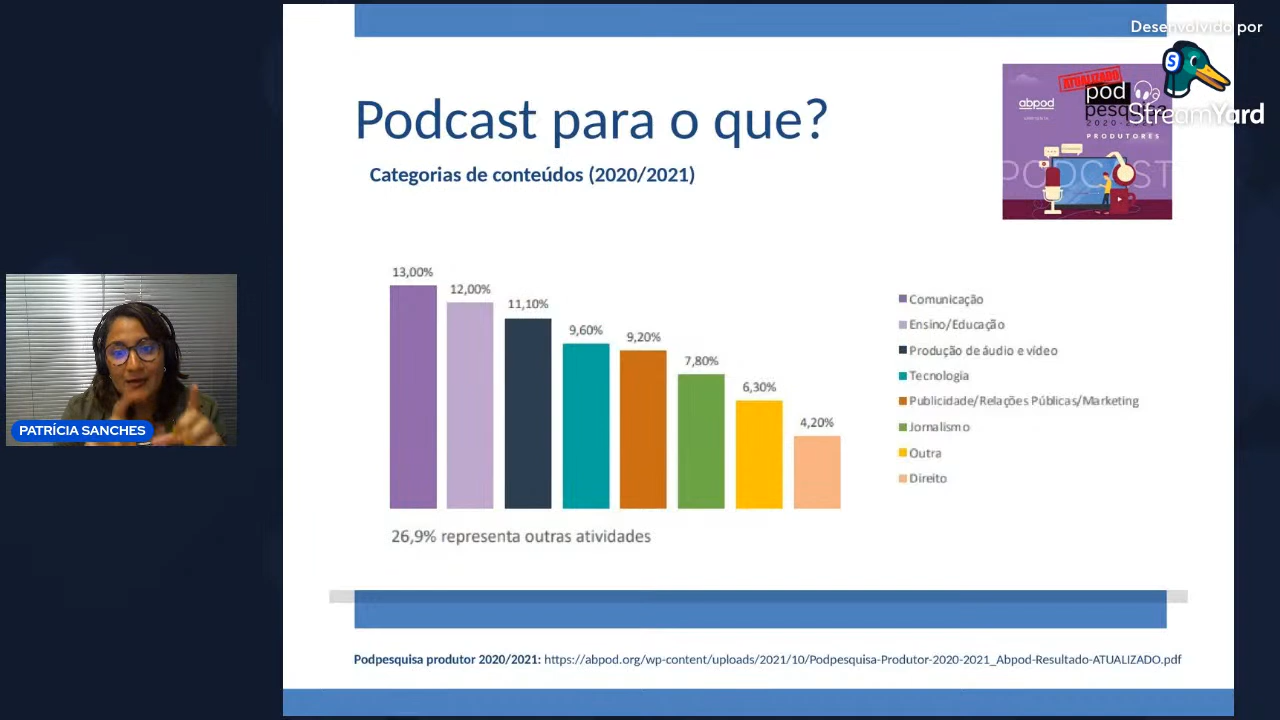 Desenvolvido por
StreamYard
Podcast para o que?
Categorias de conteúdos (2020/2021)
ATUALIZADO
abpod
pod
pesquisa
PRODUTORES
PODCAST
13,00%
12,00%
11,10%
9,60%
9,20%
7,80%
6,30%
4,20%
Comunicação
Ensino/Educação
Produção de áudio e vídeo
Tecnologia
Publicidade/Relações Públicas/Marketing
Jornalismo
Outra
Direito
26,9% representa outras atividades
PATRÍCIA SANCHES
Podpesquisa produtor 2020/2021: https://abpod.org/wp-content/uploads/2021/10/Podpesquisa-Produtor-2020-2021_Abpod-Resultado-ATUALIZADO.pdf